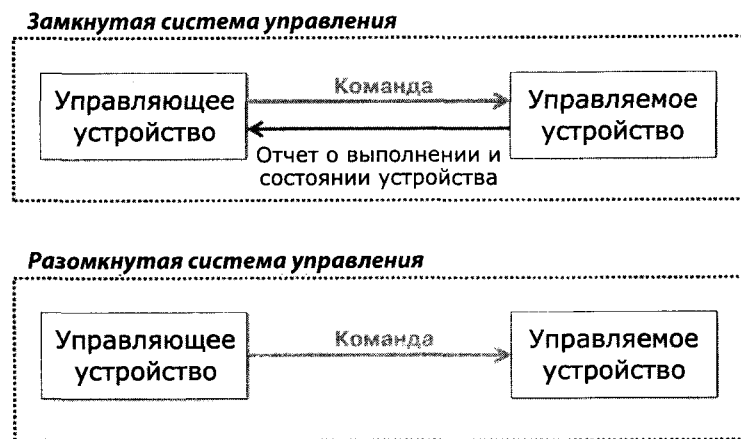 Замкнутая система управления
Управляющее
устройство
Команда
Управляемое
устройство
Отчет о выполнении и
состоянии устройства
Разомкнутая система управления
Управляющее
устройство
Команда
Управляемое
устройство